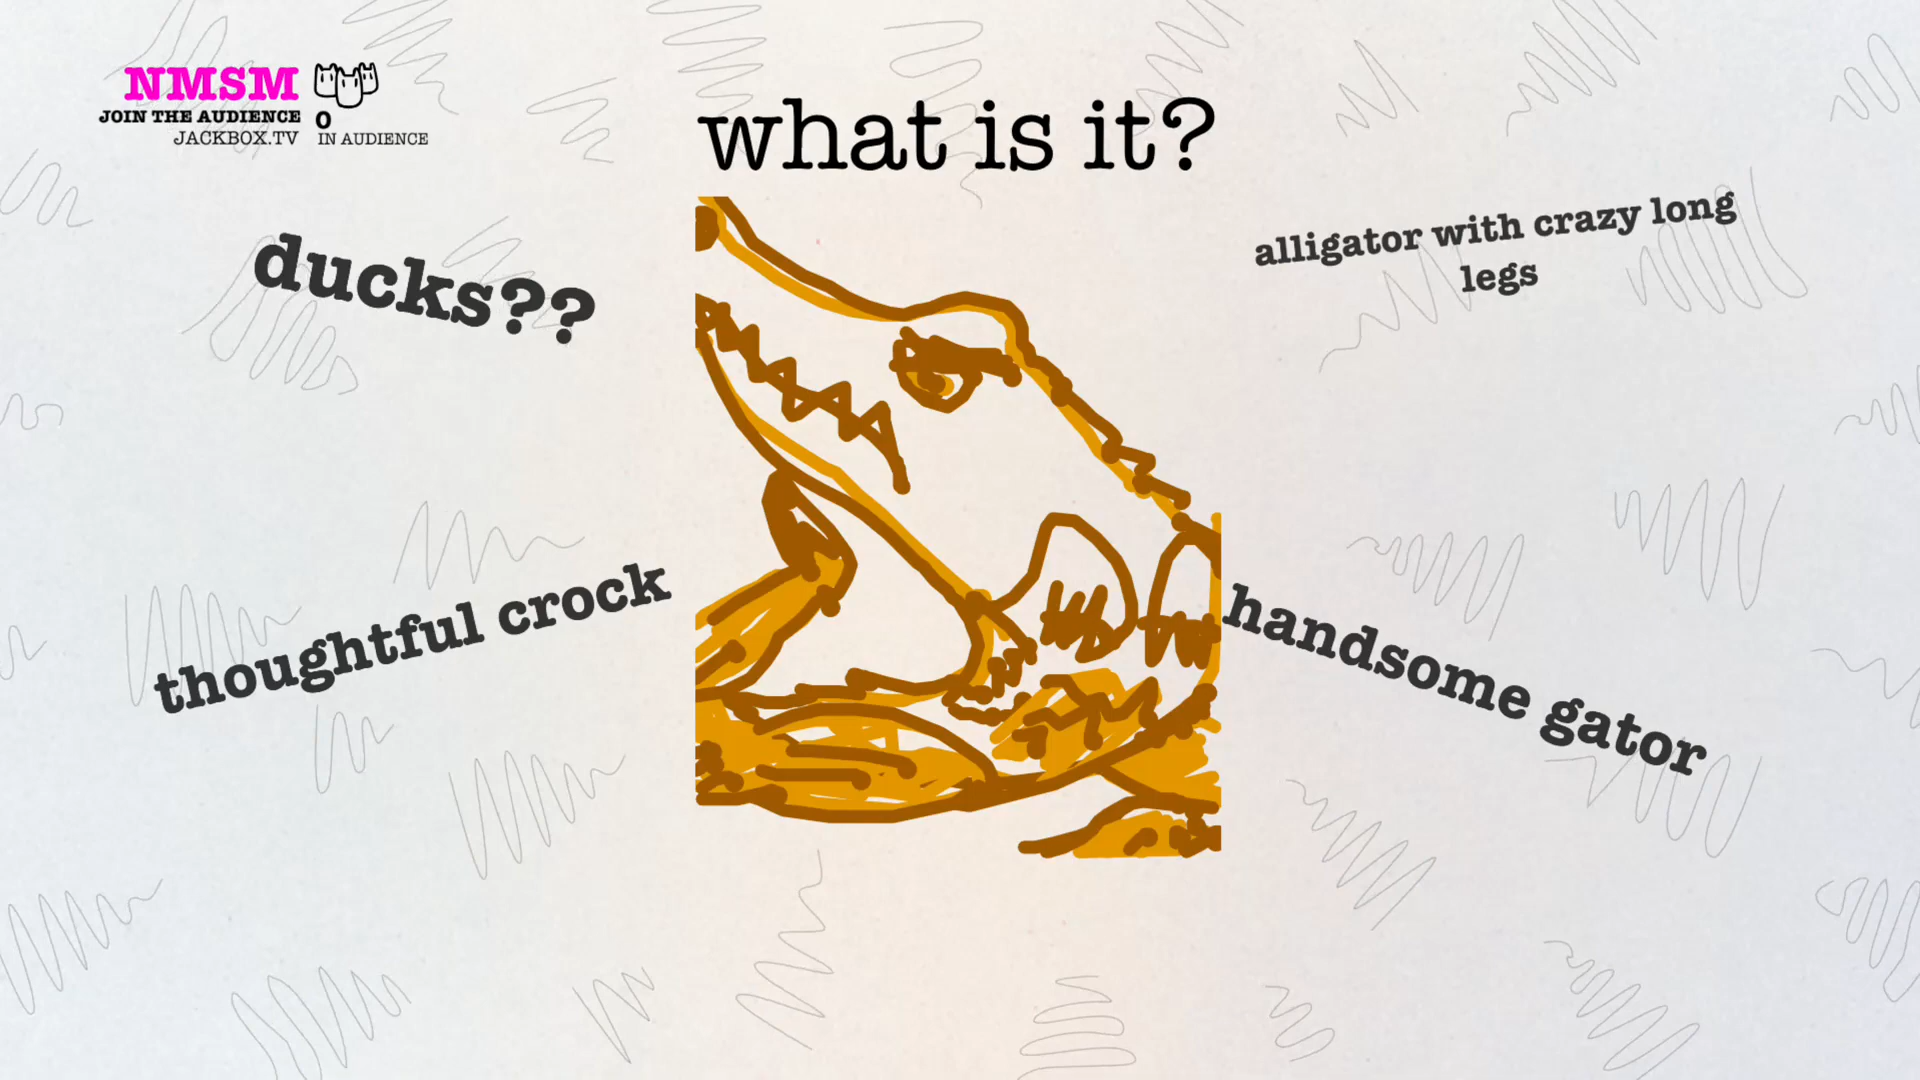 NMSM
JOIN THE AUDIENCE
JACKBOX.TV
0
IN AUDIENCE
what is it?
ducks??
alligator with crazy long
legs
thoughtful crock
handsome gator